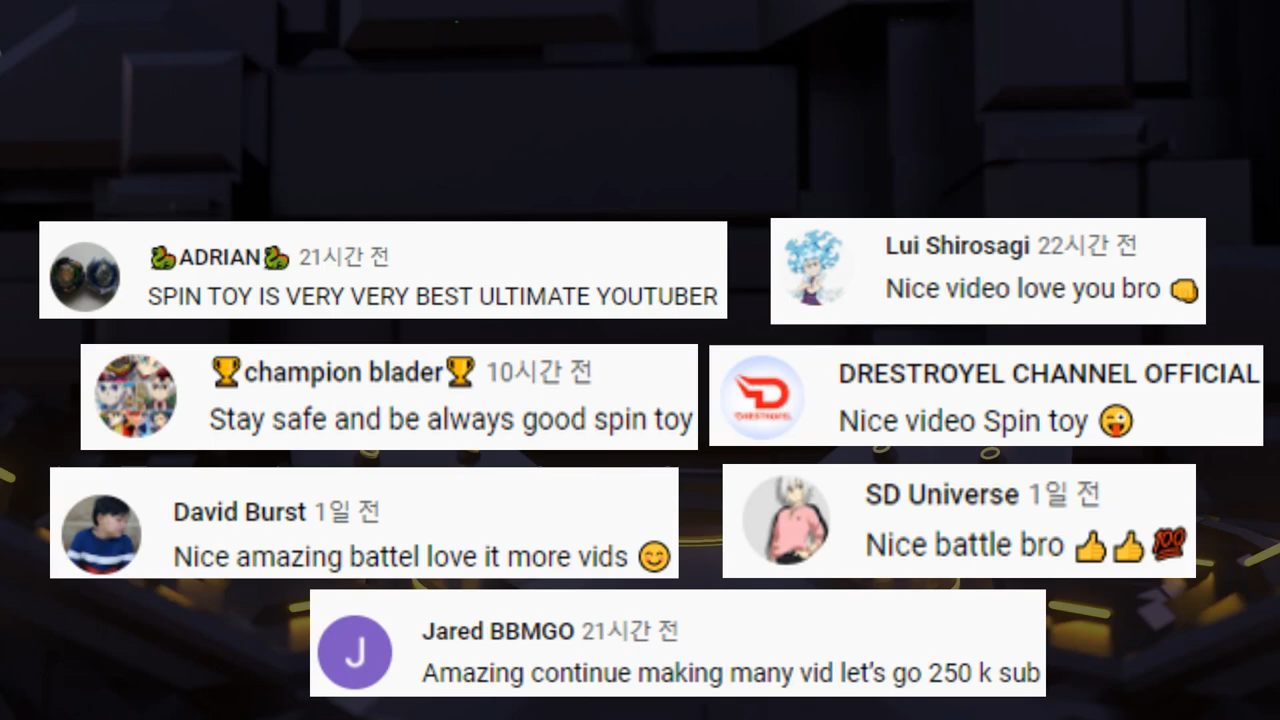 🐉ADRIAN🐉 21시간 전
SPIN TOY IS VERY VERY BEST ULTIMATE YOUTUBER
Lui Shirosagi 22시간 전
Nice video love you bro 👊
🏆champion blader🏆 10시간 전
Stay safe and be always good spin toy
DRESTROYEL CHANNEL OFFICIAL
Nice video Spin toy 😜
D
DRESTROYEL
David Burst 1일 전
Nice amazing battel love it more vids 😊
SD Universe 1일 전
Nice battle bro 👍👍💯
J
Jared BBMGO 21시간 전
Amazing continue making many vid let's go 250 k sub